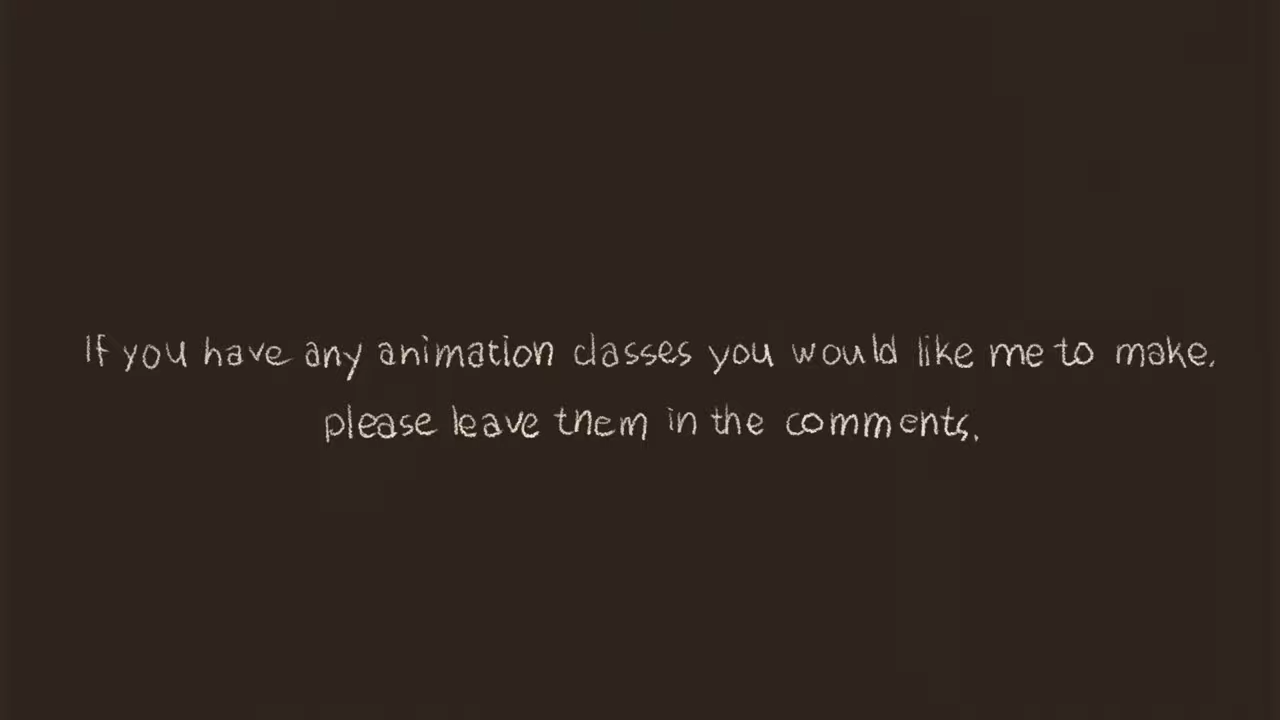 If you have any animation classes you would like me to make.
please leave them in the comments.